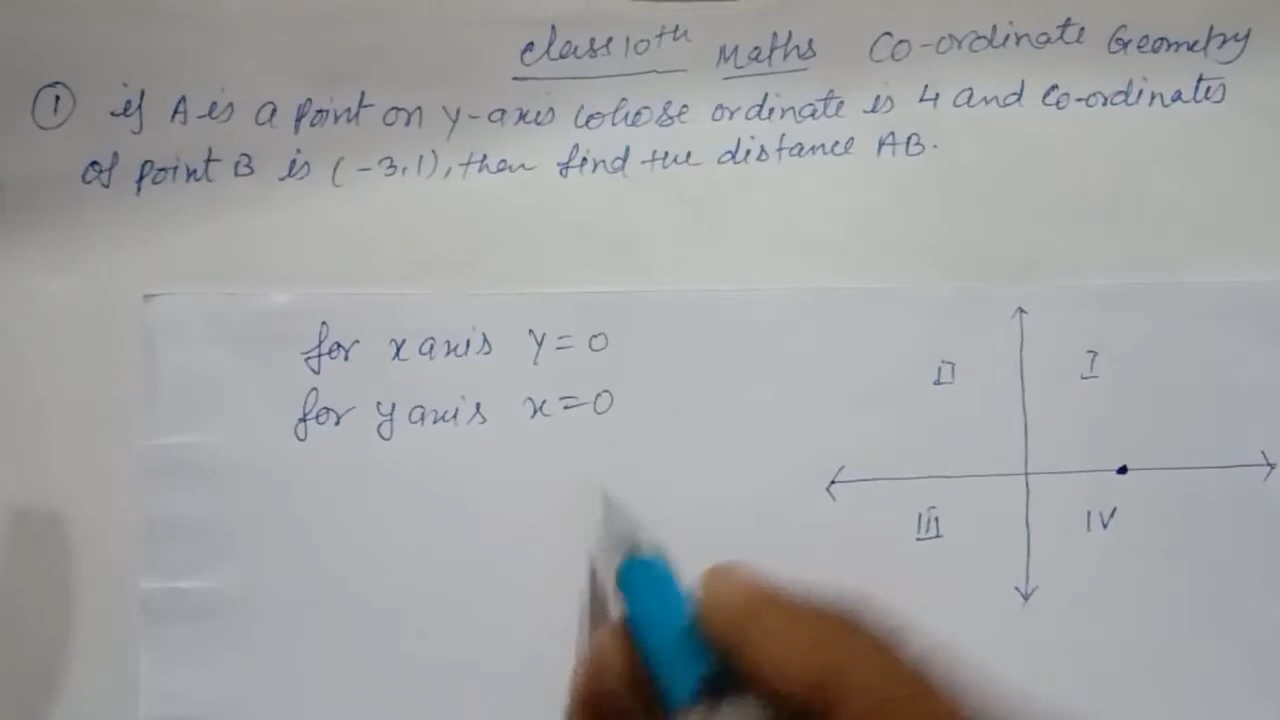 Class 10th Maths Co-ordinate Geometry
① if A is a point on y-axis whose ordinate is 4 and Co-ordinates
of point B is (-3,1), then find the distance AB.
for x axis y=0
for y axis x=0
II I
III IV